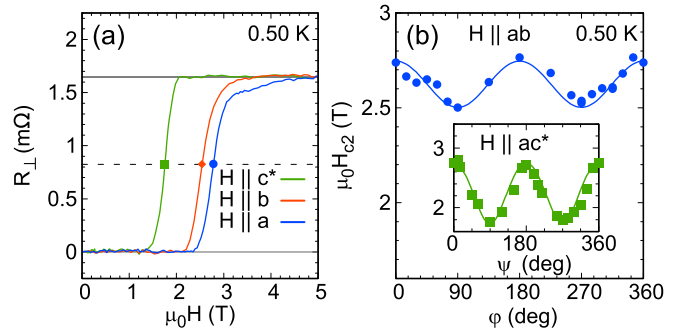 (a) 0.50 K
R⊥ (mΩ)
2
1.5
1
0.5
0
H || c*
H || b
H || a
0 1 2 3 4 5
μ0H (T)
(b) H || ab 0.50 K
μ0Hc2 (T)
3
2.5
2
H || ac*
3
2
0 180 360
ψ (deg)
0 90 180 270 360
φ (deg)